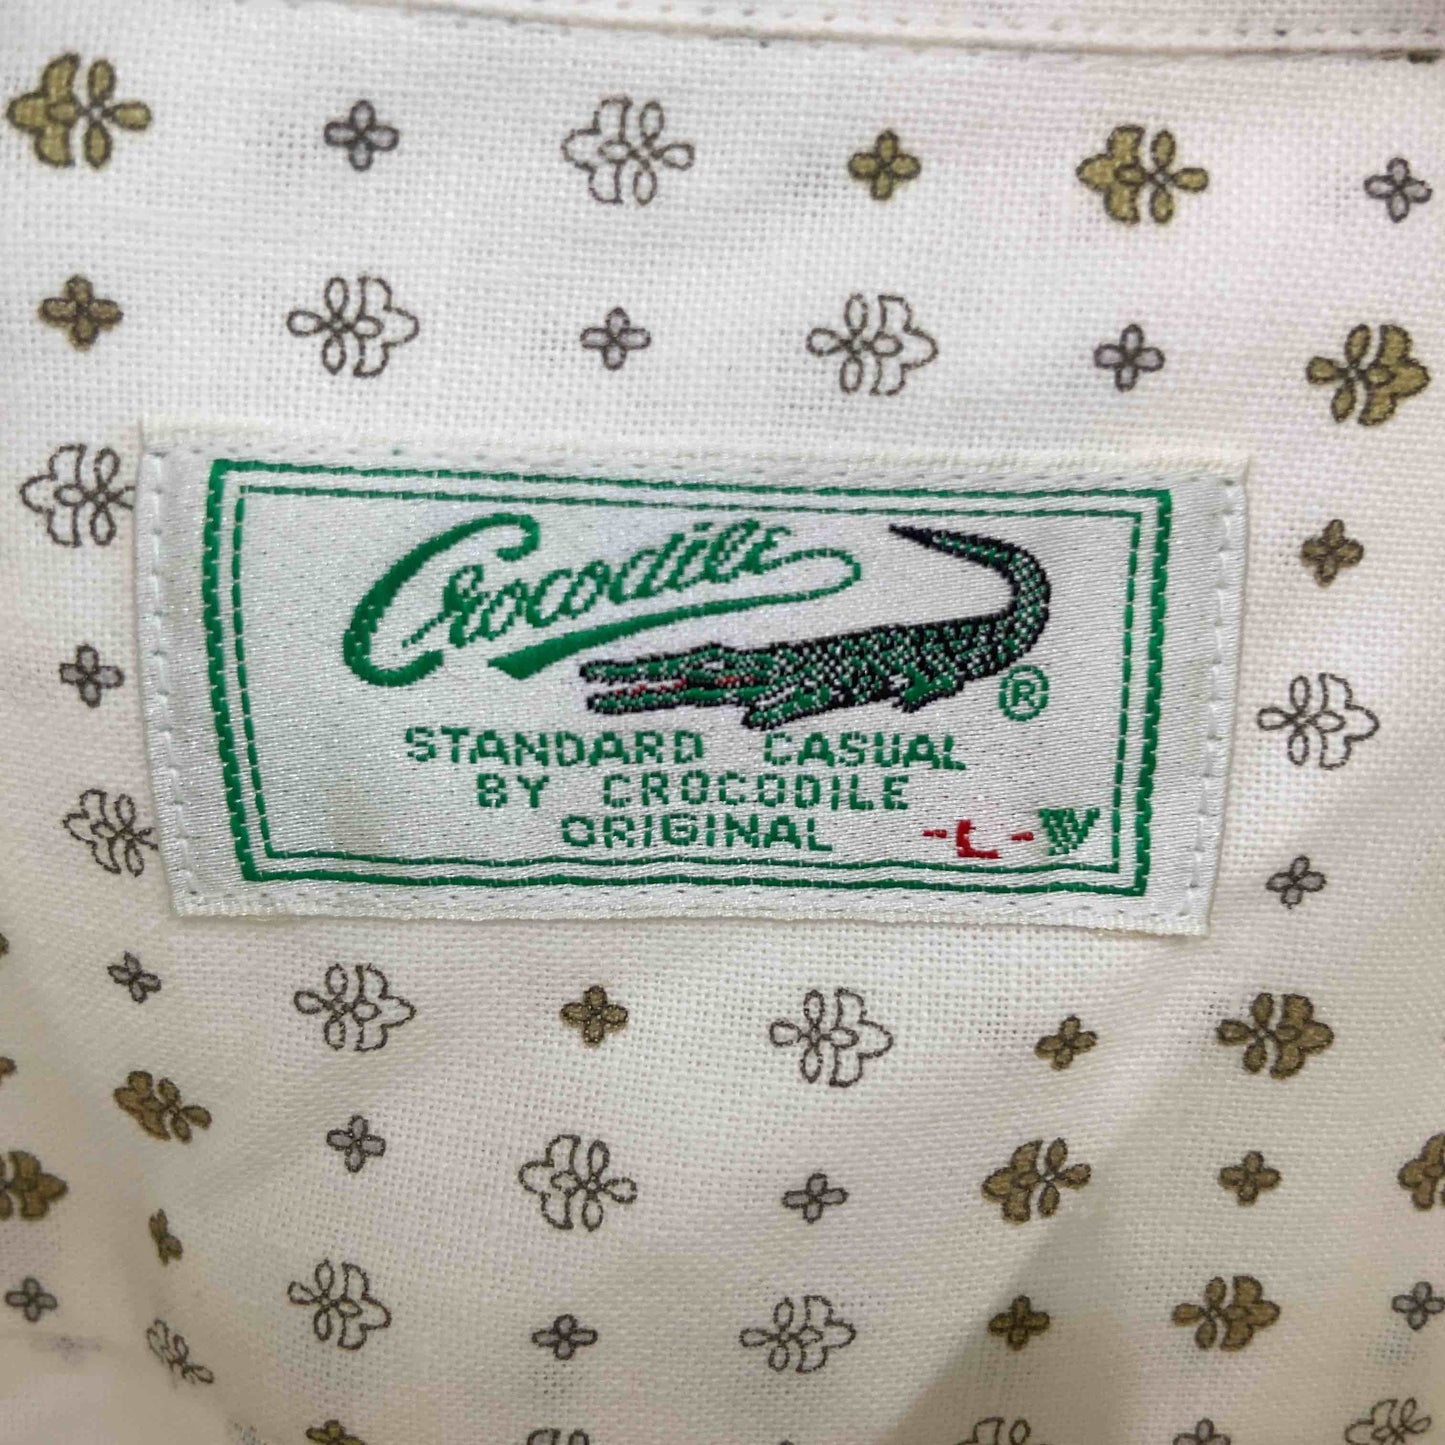 Crocodile
®
STANDARD CASUAL
BY CROCODILE
ORIGINAL -L-